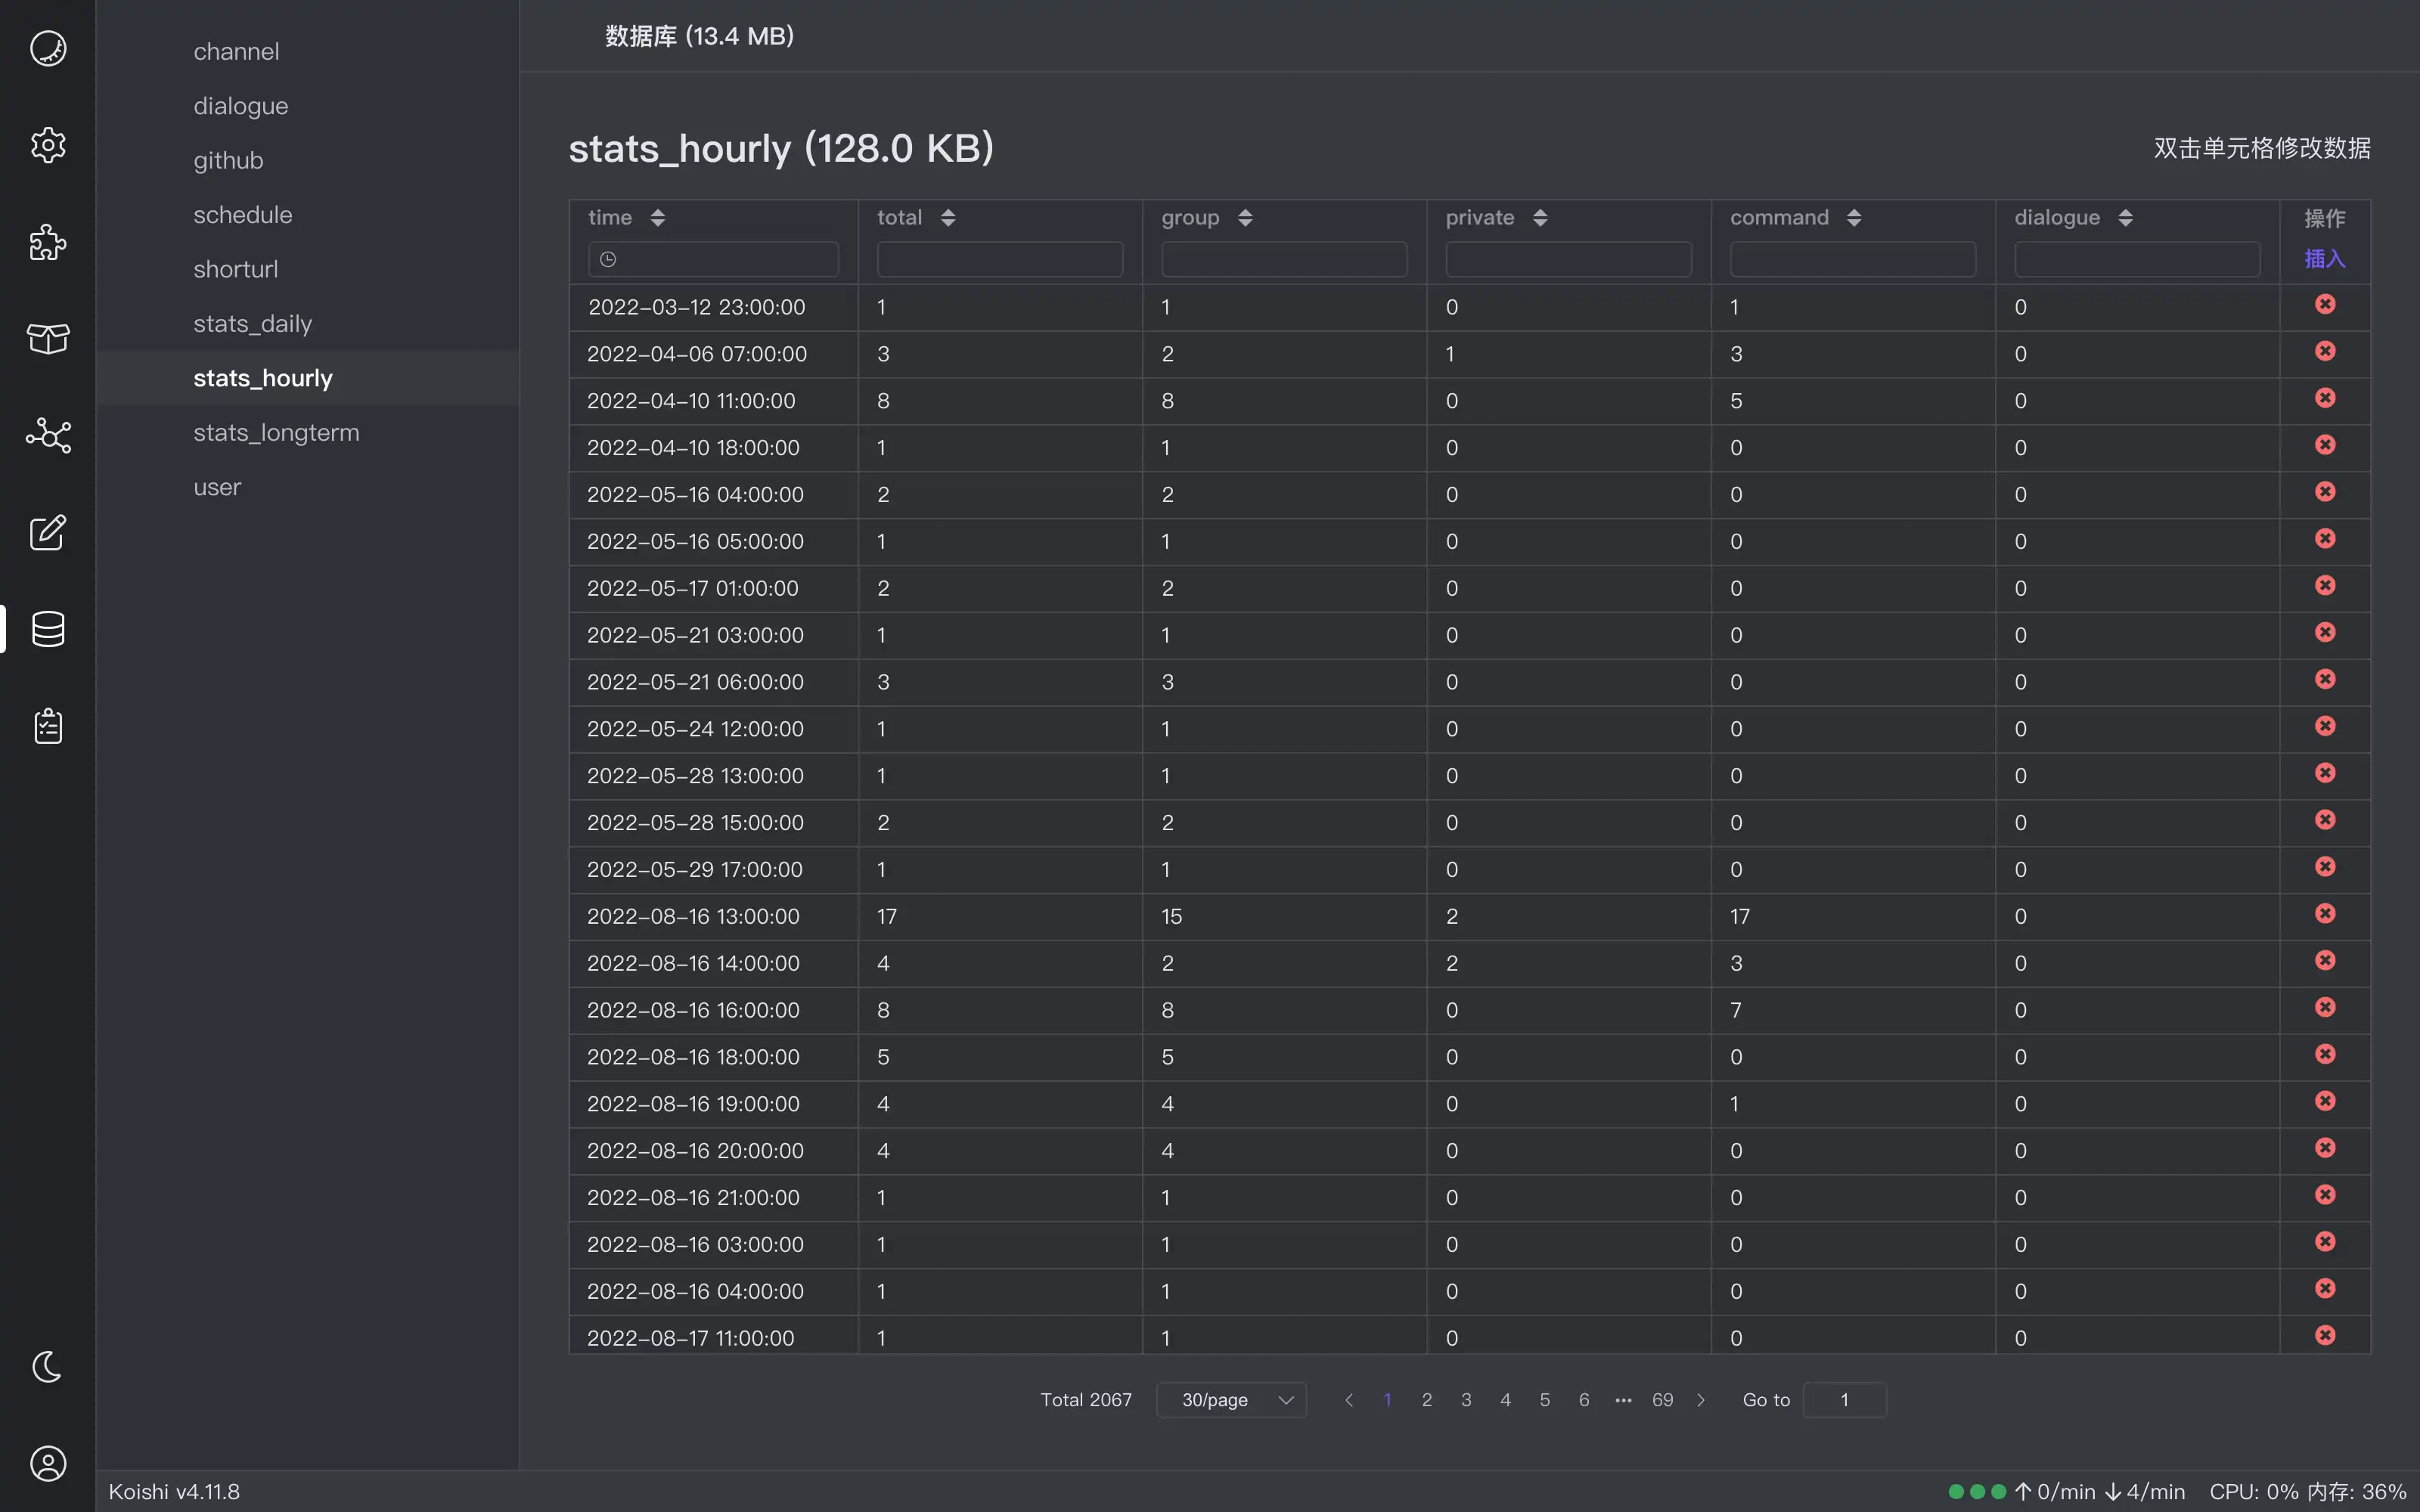 channel
dialogue
github
schedule
shorturl
stats_daily
stats_hourly
stats_longterm
user
数据库 (13.4 MB)
stats_hourly (128.0 KB)
双击单元格修改数据
time total group private command dialogue 操作
插入
2022-03-12 23:00:00 1 1 0 1 0
2022-04-06 07:00:00 3 2 1 3 0
2022-04-10 11:00:00 8 8 0 5 0
2022-04-10 18:00:00 1 1 0 0 0
2022-05-16 04:00:00 2 2 0 0 0
2022-05-16 05:00:00 1 1 0 0 0
2022-05-17 01:00:00 2 2 0 0 0
2022-05-21 03:00:00 1 1 0 0 0
2022-05-21 06:00:00 3 3 0 0 0
2022-05-24 12:00:00 1 1 0 0 0
2022-05-28 13:00:00 1 1 0 0 0
2022-05-28 15:00:00 2 2 0 0 0
2022-05-29 17:00:00 1 1 0 0 0
2022-08-16 13:00:00 17 15 2 17 0
2022-08-16 14:00:00 4 2 2 3 0
2022-08-16 16:00:00 8 8 0 7 0
2022-08-16 18:00:00 5 5 0 0 0
2022-08-16 19:00:00 4 4 0 1 0
2022-08-16 20:00:00 4 4 0 0 0
2022-08-16 21:00:00 1 1 0 0 0
2022-08-16 03:00:00 1 1 0 0 0
2022-08-16 04:00:00 1 1 0 0 0
2022-08-17 11:00:00 1 1 0 0 0
Total 2067 30/page 1 2 3 4 5 6 ••• 69 Go to 1
Koishi v4.11.8
↑ 0/min ↓ 4/min CPU: 0% 内存: 36%